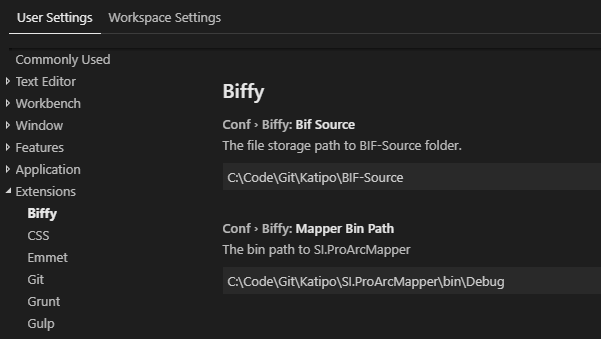 User Settings Workspace Settings
Commonly Used
Text Editor
Workbench
Window
Features
Application
Extensions
Biffy
CSS
Emmet
Git
Grunt
Gulp
Biffy
Conf › Biffy: Bif Source
The file storage path to BIF-Source folder.
C:\Code\Git\Katipo\BIF-Source
Conf › Biffy: Mapper Bin Path
The bin path to SI.ProArcMapper
C:\Code\Git\Katipo\SI.ProArcMapper\bin\Debug